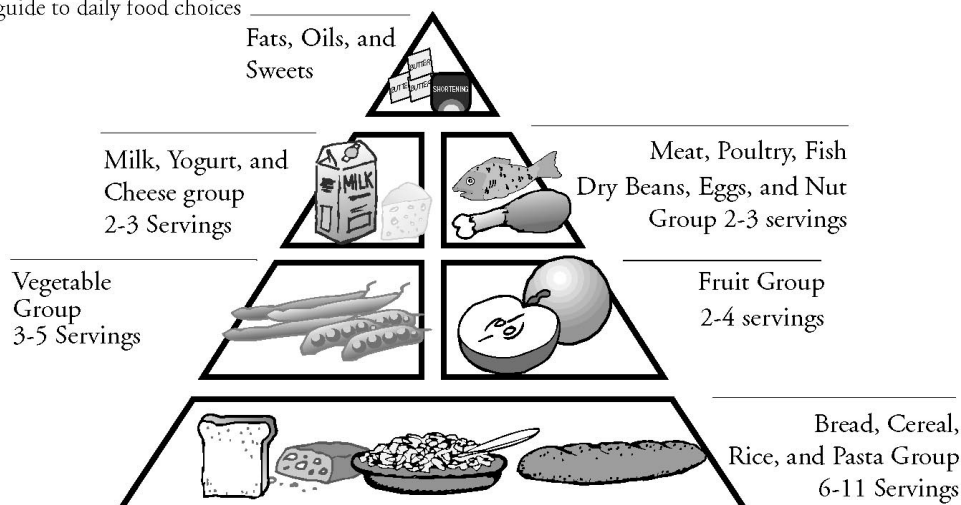 guide to daily food choices
Fats, Oils, and
Sweets
BUTTER
BUTTE
BUTTER
SHORTENING
Milk, Yogurt, and
Cheese group
2-3 Servings
MILK
Meat, Poultry, Fish
Dry Beans, Eggs, and Nut
Group 2-3 servings
Vegetable
Group
3-5 Servings
Fruit Group
2-4 servings
Bread, Cereal,
Rice, and Pasta Group
6-11 Servings